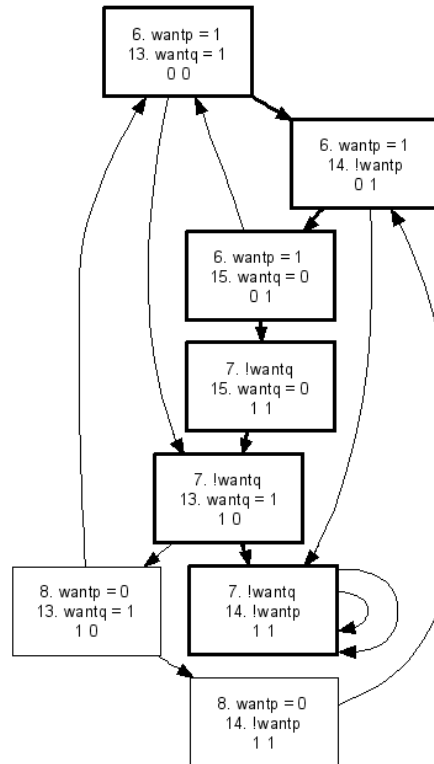 6. wantp = 1
13. wantq = 1
0 0
6. wantp = 1
14. !wantp
0 1
6. wantp = 1
15. wantq = 0
0 1
7. !wantq
15. wantq = 0
1 1
7. !wantq
13. wantq = 1
1 0
8. wantp = 0
13. wantq = 1
1 0
7. !wantq
14. !wantp
1 1
8. wantp = 0
14. !wantp
1 1